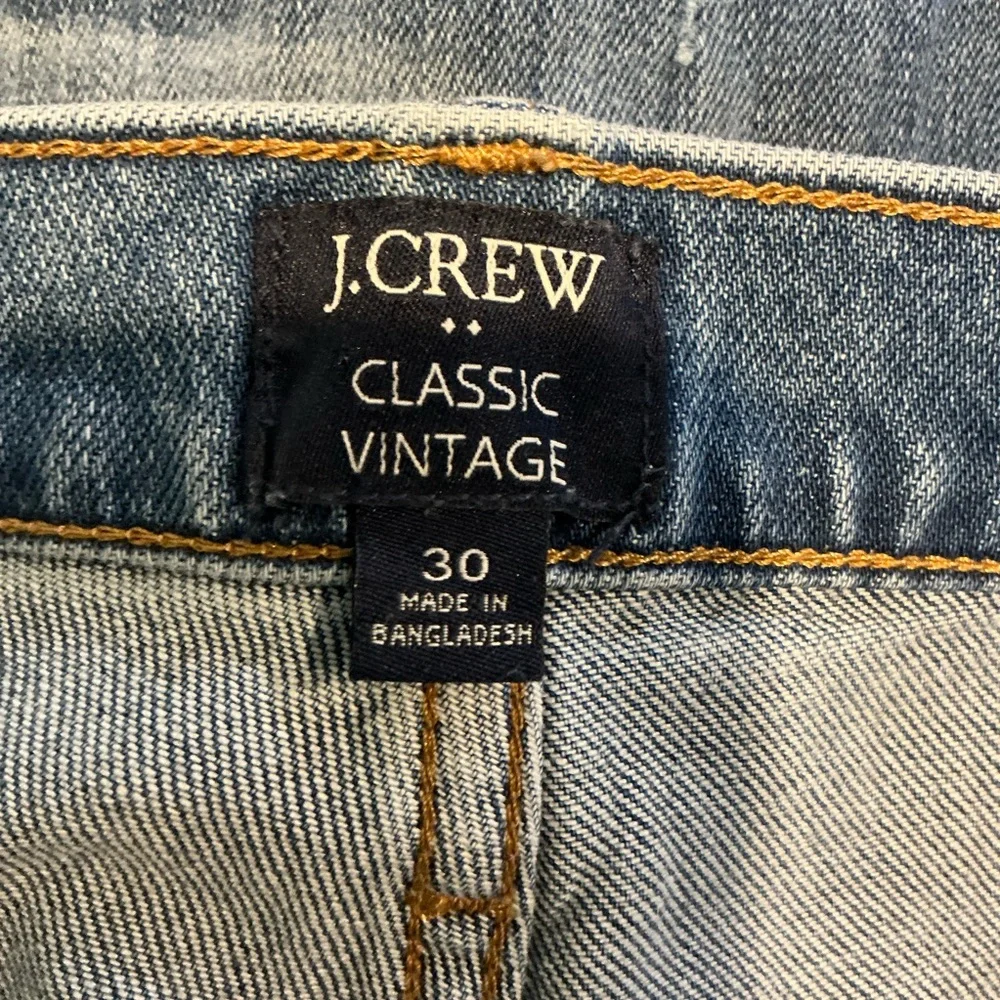 J.CREW
CLASSIC
VINTAGE
30
MADE IN
BANGLADESH